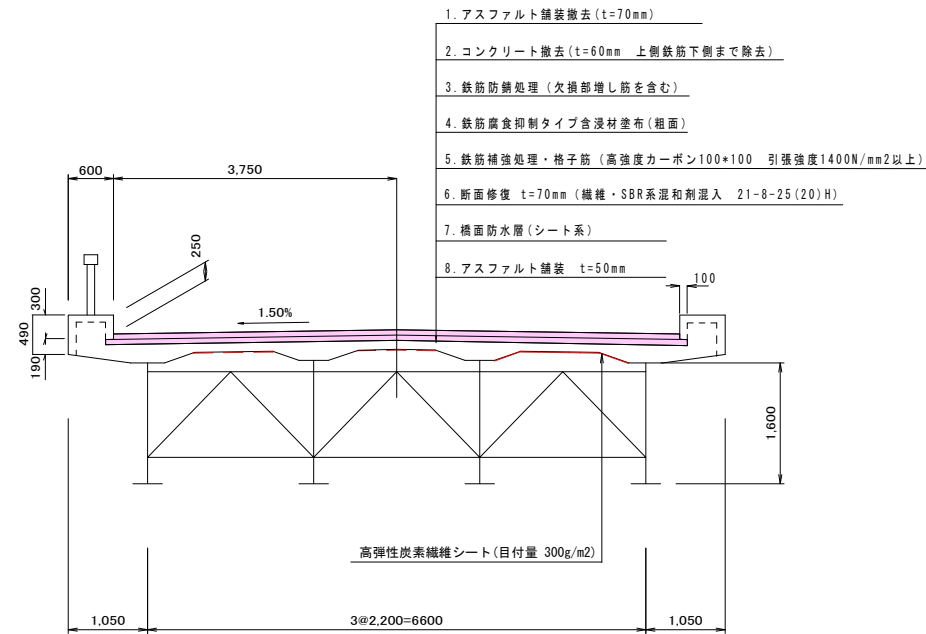 1.アスファルト舗装撤去(t=70mm)
2.コンクリート撤去(t=60mm　上側鉄筋下側まで除去)
3.鉄筋防錆処理(欠損部増し筋を含む)
4.鉄筋腐食抑制タイプ含浸材塗布(粗面)
5.鉄筋補強処理・格子筋(高強度カーボン100*100　引張強度1400N/mm2以上)
6.断面修復 t=70mm(繊維・SBR系混和剤混入　21-8-25(20)H)
7.橋面防水層(シート系)
8.アスファルト舗装　t=50mm
600
3,750
250
100
300
1.50%
490
190
1,600
高弾性炭素繊維シート(目付量 300g/m2)
1,050
3@2,200=6600
1,050